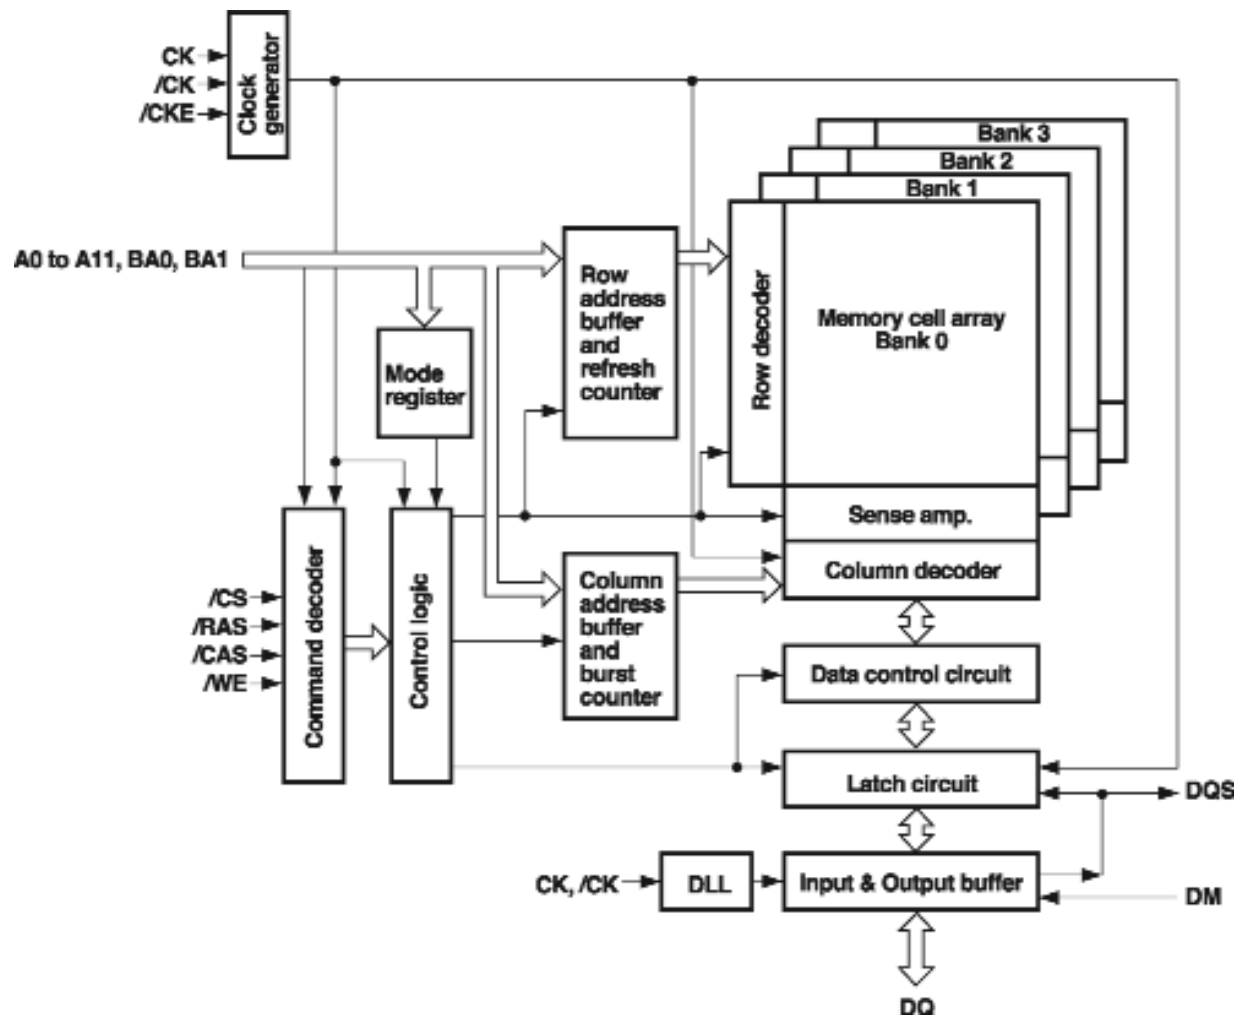 CK
/CK
/CKE
Clock
generator
Bank 3
Bank 2
Bank 1
A0 to A11, BA0, BA1
Row
address
buffer
and
refresh
counter
Row decoder
Memory cell array
Bank 0
Mode
register
Sense amp.
Column decoder
/CS
/RAS
/CAS
/WE
Command decoder
Control logic
Column
address
buffer
and
burst
counter
Data control circuit
Latch circuit
DQS
CK, /CK
DLL
Input & Output buffer
DM
DQ